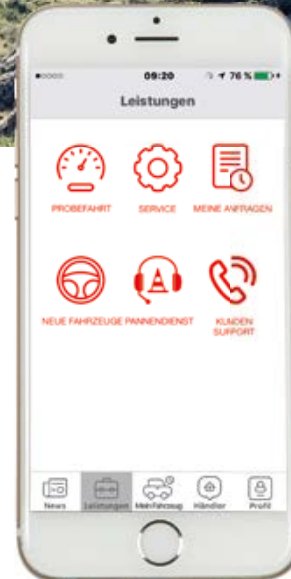 09:20 76 %
Leistungen
PROBEFAHRT SERVICE MEINE ANFRAGEN
NEUE FAHRZEUGE PANNENDIENST KUNDEN
SUPPORT
News Leistungen Mein Fahrzeug Händler Profil